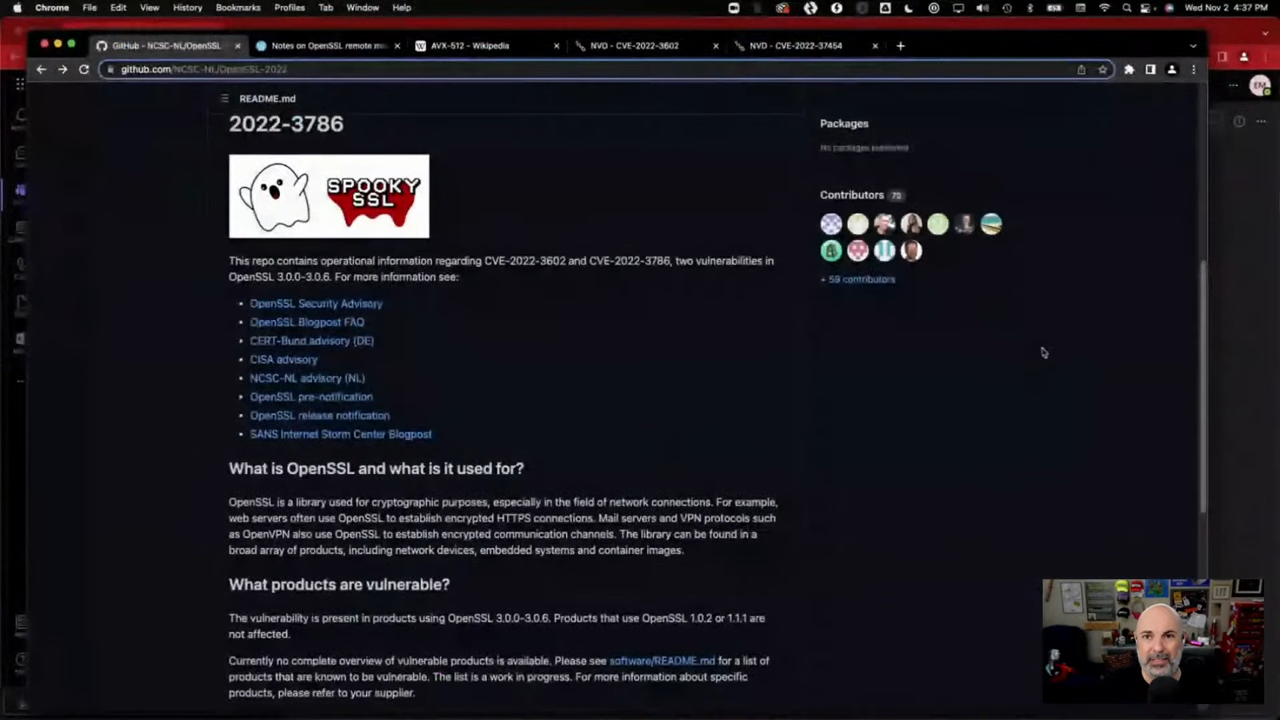 Chrome File Edit View History Bookmarks Profiles Tab Window Help
Wed Nov 2 4:37 PM
GitHub - NCSC-NL/OpenSSL-
Notes on OpenSSL remote me
AVX-512 - Wikipedia
NVD - CVE-2022-3602
NVD - CVE-2022-37454
github.com/NCSC-NL/OpenSSL-2022
EM
README.md
2022-3786
SPOOKY
SSL
This repo contains operational information regarding CVE-2022-3602 and CVE-2022-3786, two vulnerabilities in
OpenSSL 3.0.0-3.0.6. For more information see:
• OpenSSL Security Advisory
• OpenSSL Blogpost FAQ
• CERT-Bund advisory (DE)
• CISA advisory
• NCSC-NL advisory (NL)
• OpenSSL pre-notification
• OpenSSL release notification
• SANS Internet Storm Center Blogpost
What is OpenSSL and what is it used for?
OpenSSL is a library used for cryptographic purposes, especially in the field of network connections. For example,
web servers often use OpenSSL to establish encrypted HTTPS connections. Mail servers and VPN protocols such
as OpenVPN also use OpenSSL to establish encrypted communication channels. The library can be found in a
broad array of products, including network devices, embedded systems and container images.
What products are vulnerable?
The vulnerability is present in products using OpenSSL 3.0.0-3.0.6. Products that use OpenSSL 1.0.2 or 1.1.1 are
not affected.
Currently no complete overview of vulnerable products is available. Please see software/README.md for a list of
products that are known to be vulnerable. The list is a work in progress. For more information about specific
products, please refer to your supplier.
Packages
No packages published
Contributors 70
+ 59 contributors